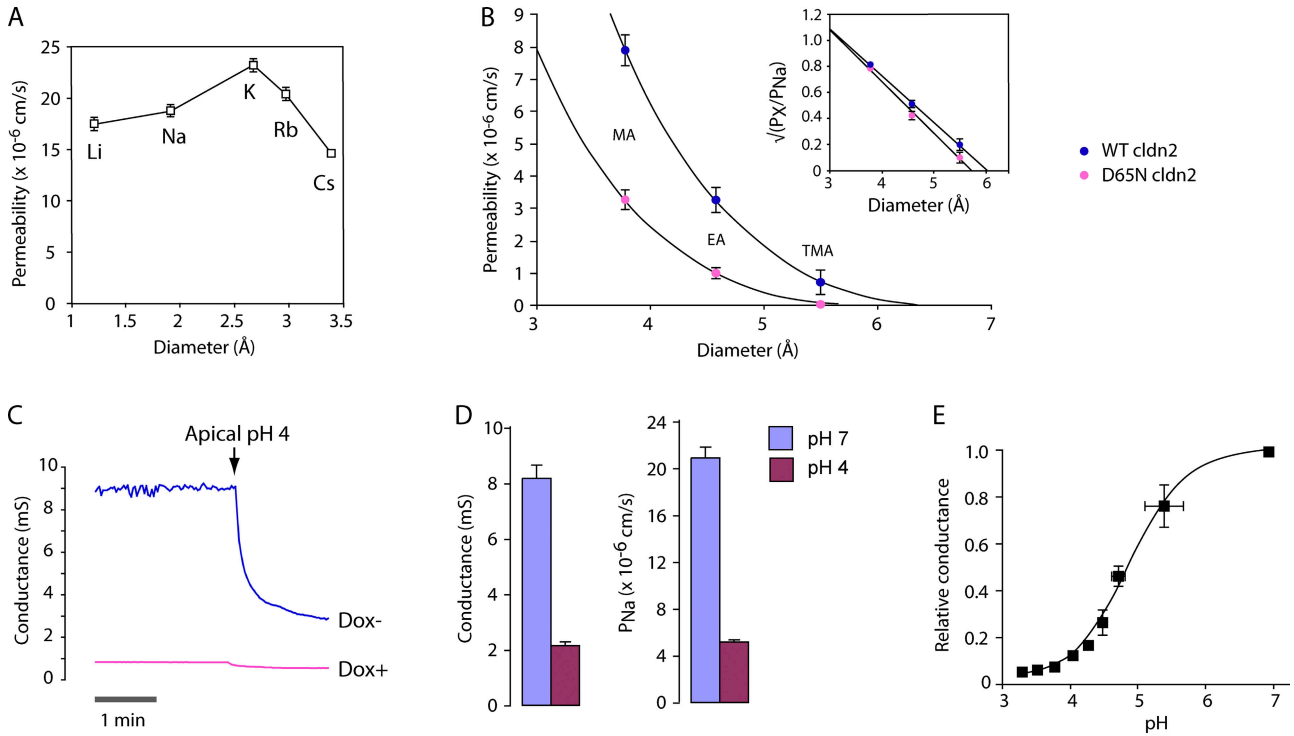 A
Permeability (x 10⁻⁶ cm/s)
25
20
15
10
5
0
Li
Na
K
Rb
Cs
1
1.5
2
2.5
3
3.5
Diameter (Å)
B
Permeability (x 10⁻⁶ cm/s)
9
8
7
6
5
4
3
2
1
0
MA
EA
TMA
3
4
5
6
7
Diameter (Å)
√(PX/PNa)
1.2
1.0
0.8
0.6
0.4
0.2
0
3
4
5
6
Diameter (Å)
WT cldn2
D65N cldn2
C
Apical pH 4
Conductance (mS)
10
8
6
4
2
0
Dox-
Dox+
1 min
D
Conductance (mS)
10
8
6
4
2
0
PNa (x 10⁻⁶ cm/s)
24
20
16
12
8
4
0
pH 7
pH 4
E
Relative conductance
1.0
0.8
0.6
0.4
0.2
0
3
4
5
6
7
pH